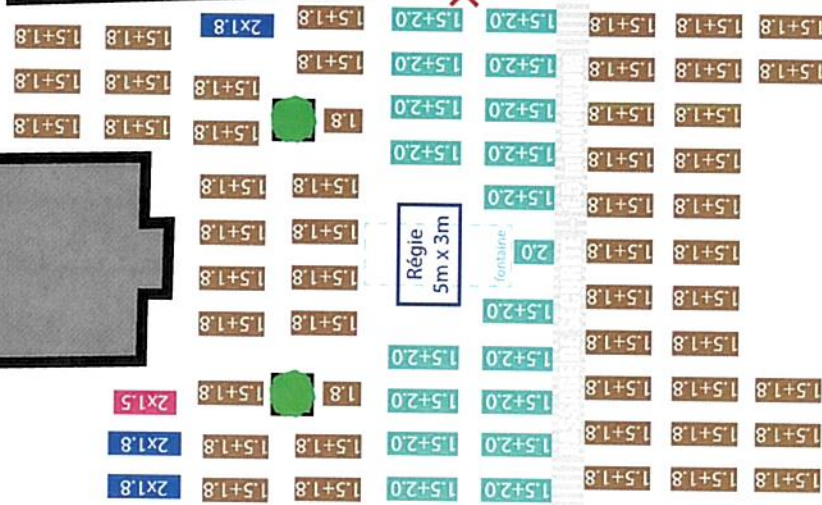 1.5+1.8 1.5+1.8 2x1.8 1.5+1.8 1.5+2.0 1.5+2.0 1.5+1.8 1.5+1.8 1.5+1.8
1.5+1.8 1.5+1.8 1.5+1.8 1.5+1.8 1.5+2.0 1.5+2.0 1.5+1.8 1.5+1.8 1.5+1.8
1.5+1.8 1.5+1.8 1.5+1.8 1.8 1.5+2.0 1.5+2.0 1.5+1.8 1.5+1.8
1.5+2.0 1.5+2.0 1.5+1.8 1.5+1.8
1.5+1.8 1.5+1.8 1.5+2.0 1.5+1.8 1.5+1.8
1.5+1.8 1.5+1.8
Régie
5m x 3m
fontaine
2.0 1.5+1.8 1.5+1.8
1.5+1.8 1.5+1.8 1.5+1.8 1.5+1.8
1.5+1.8 1.5+1.8 1.5+2.0
1.5+2.0 1.5+2.0 1.5+1.8 1.5+1.8
2x1.5 1.5+1.8 1.8 1.5+2.0 1.5+2.0 1.5+1.8 1.5+1.8 1.5+1.8
2x1.8 1.5+1.8 1.5+1.8 1.5+2.0 1.5+2.0 1.5+1.8 1.5+1.8 1.5+1.8
2x1.8 1.5+1.8 1.5+1.8 1.5+2.0 1.5+2.0 1.5+1.8 1.5+1.8 1.5+1.8